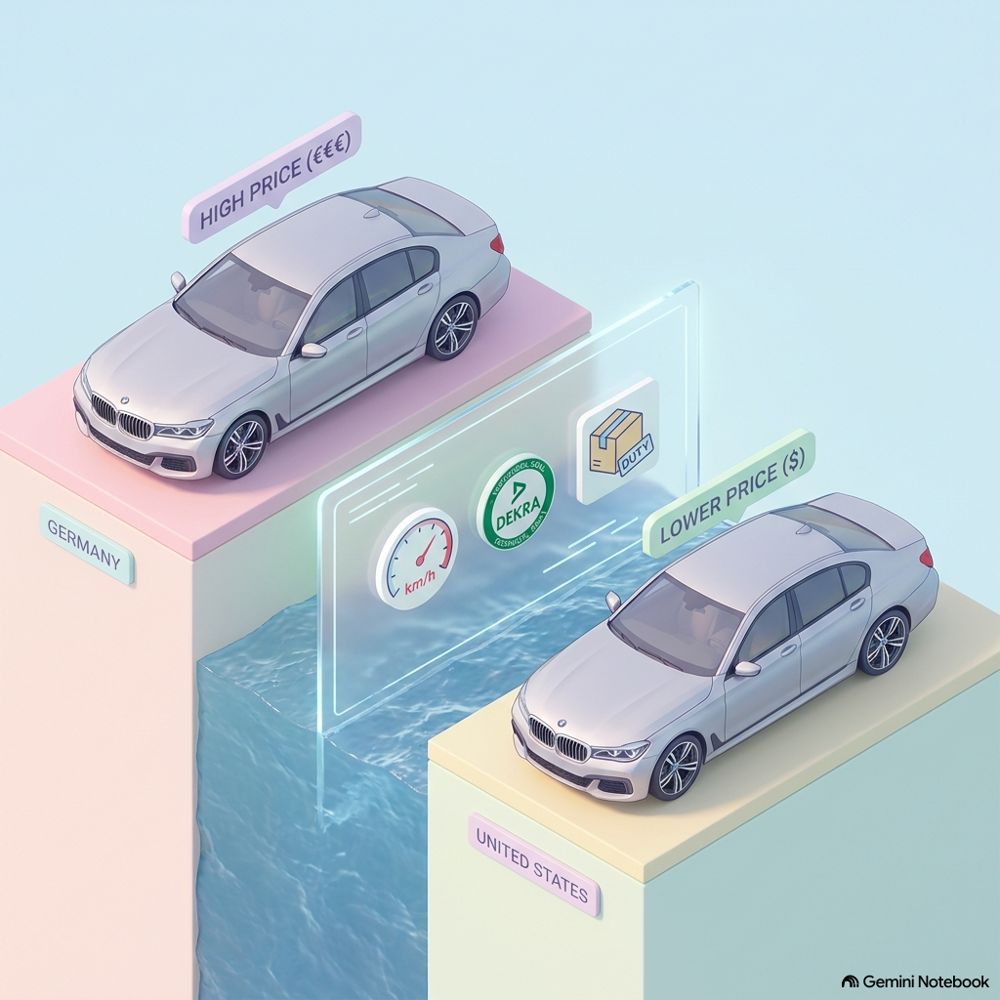 HIGH PRICE (€€€)
GERMANY
km/h
DEKRA
DUTY
LOWER PRICE ($)
UNITED STATES
Gemini Notebook